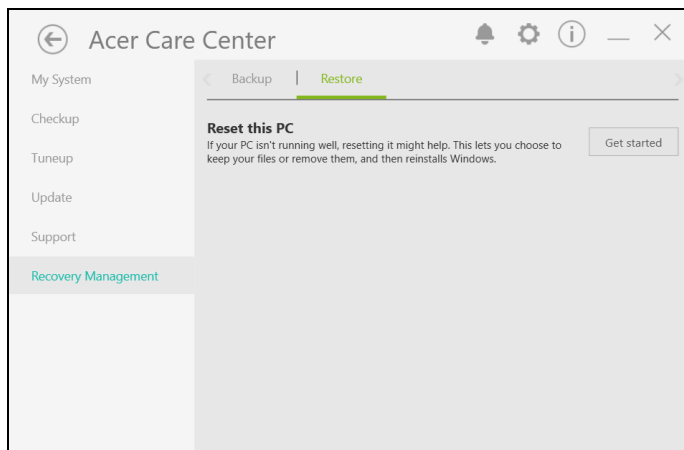 Acer Care Center
My System
Checkup
Tuneup
Update
Support
Recovery Management
Backup | Restore
Reset this PC
If your PC isn't running well, resetting it might help. This lets you choose to
keep your files or remove them, and then reinstalls Windows.
Get started